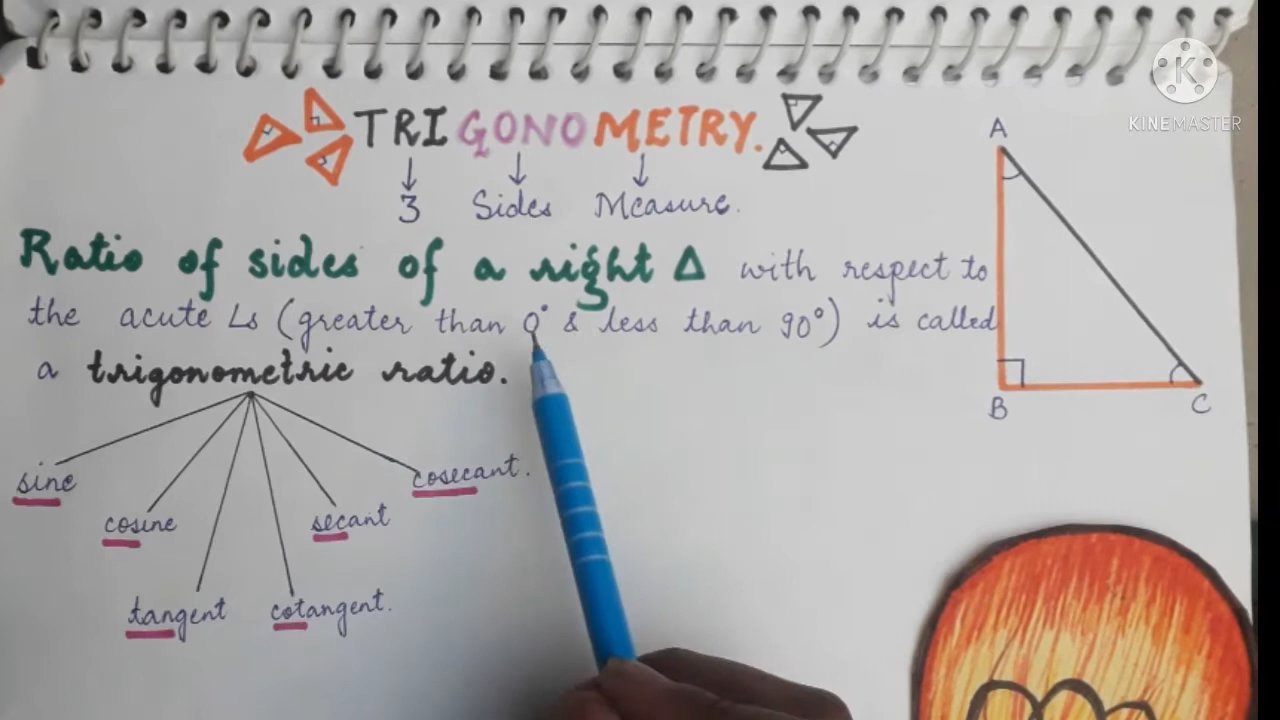 TRIGONOMETRY.
3 Sides Measure.
Ratio of sides of a right Δ with respect to
the acute ∠s (greater than 0° & less than 90°) is called
a trigonometric ratio.
sine
cosine
tangent
cotangent.
secant
cosecant.
A
B
C
K
KINEMASTER